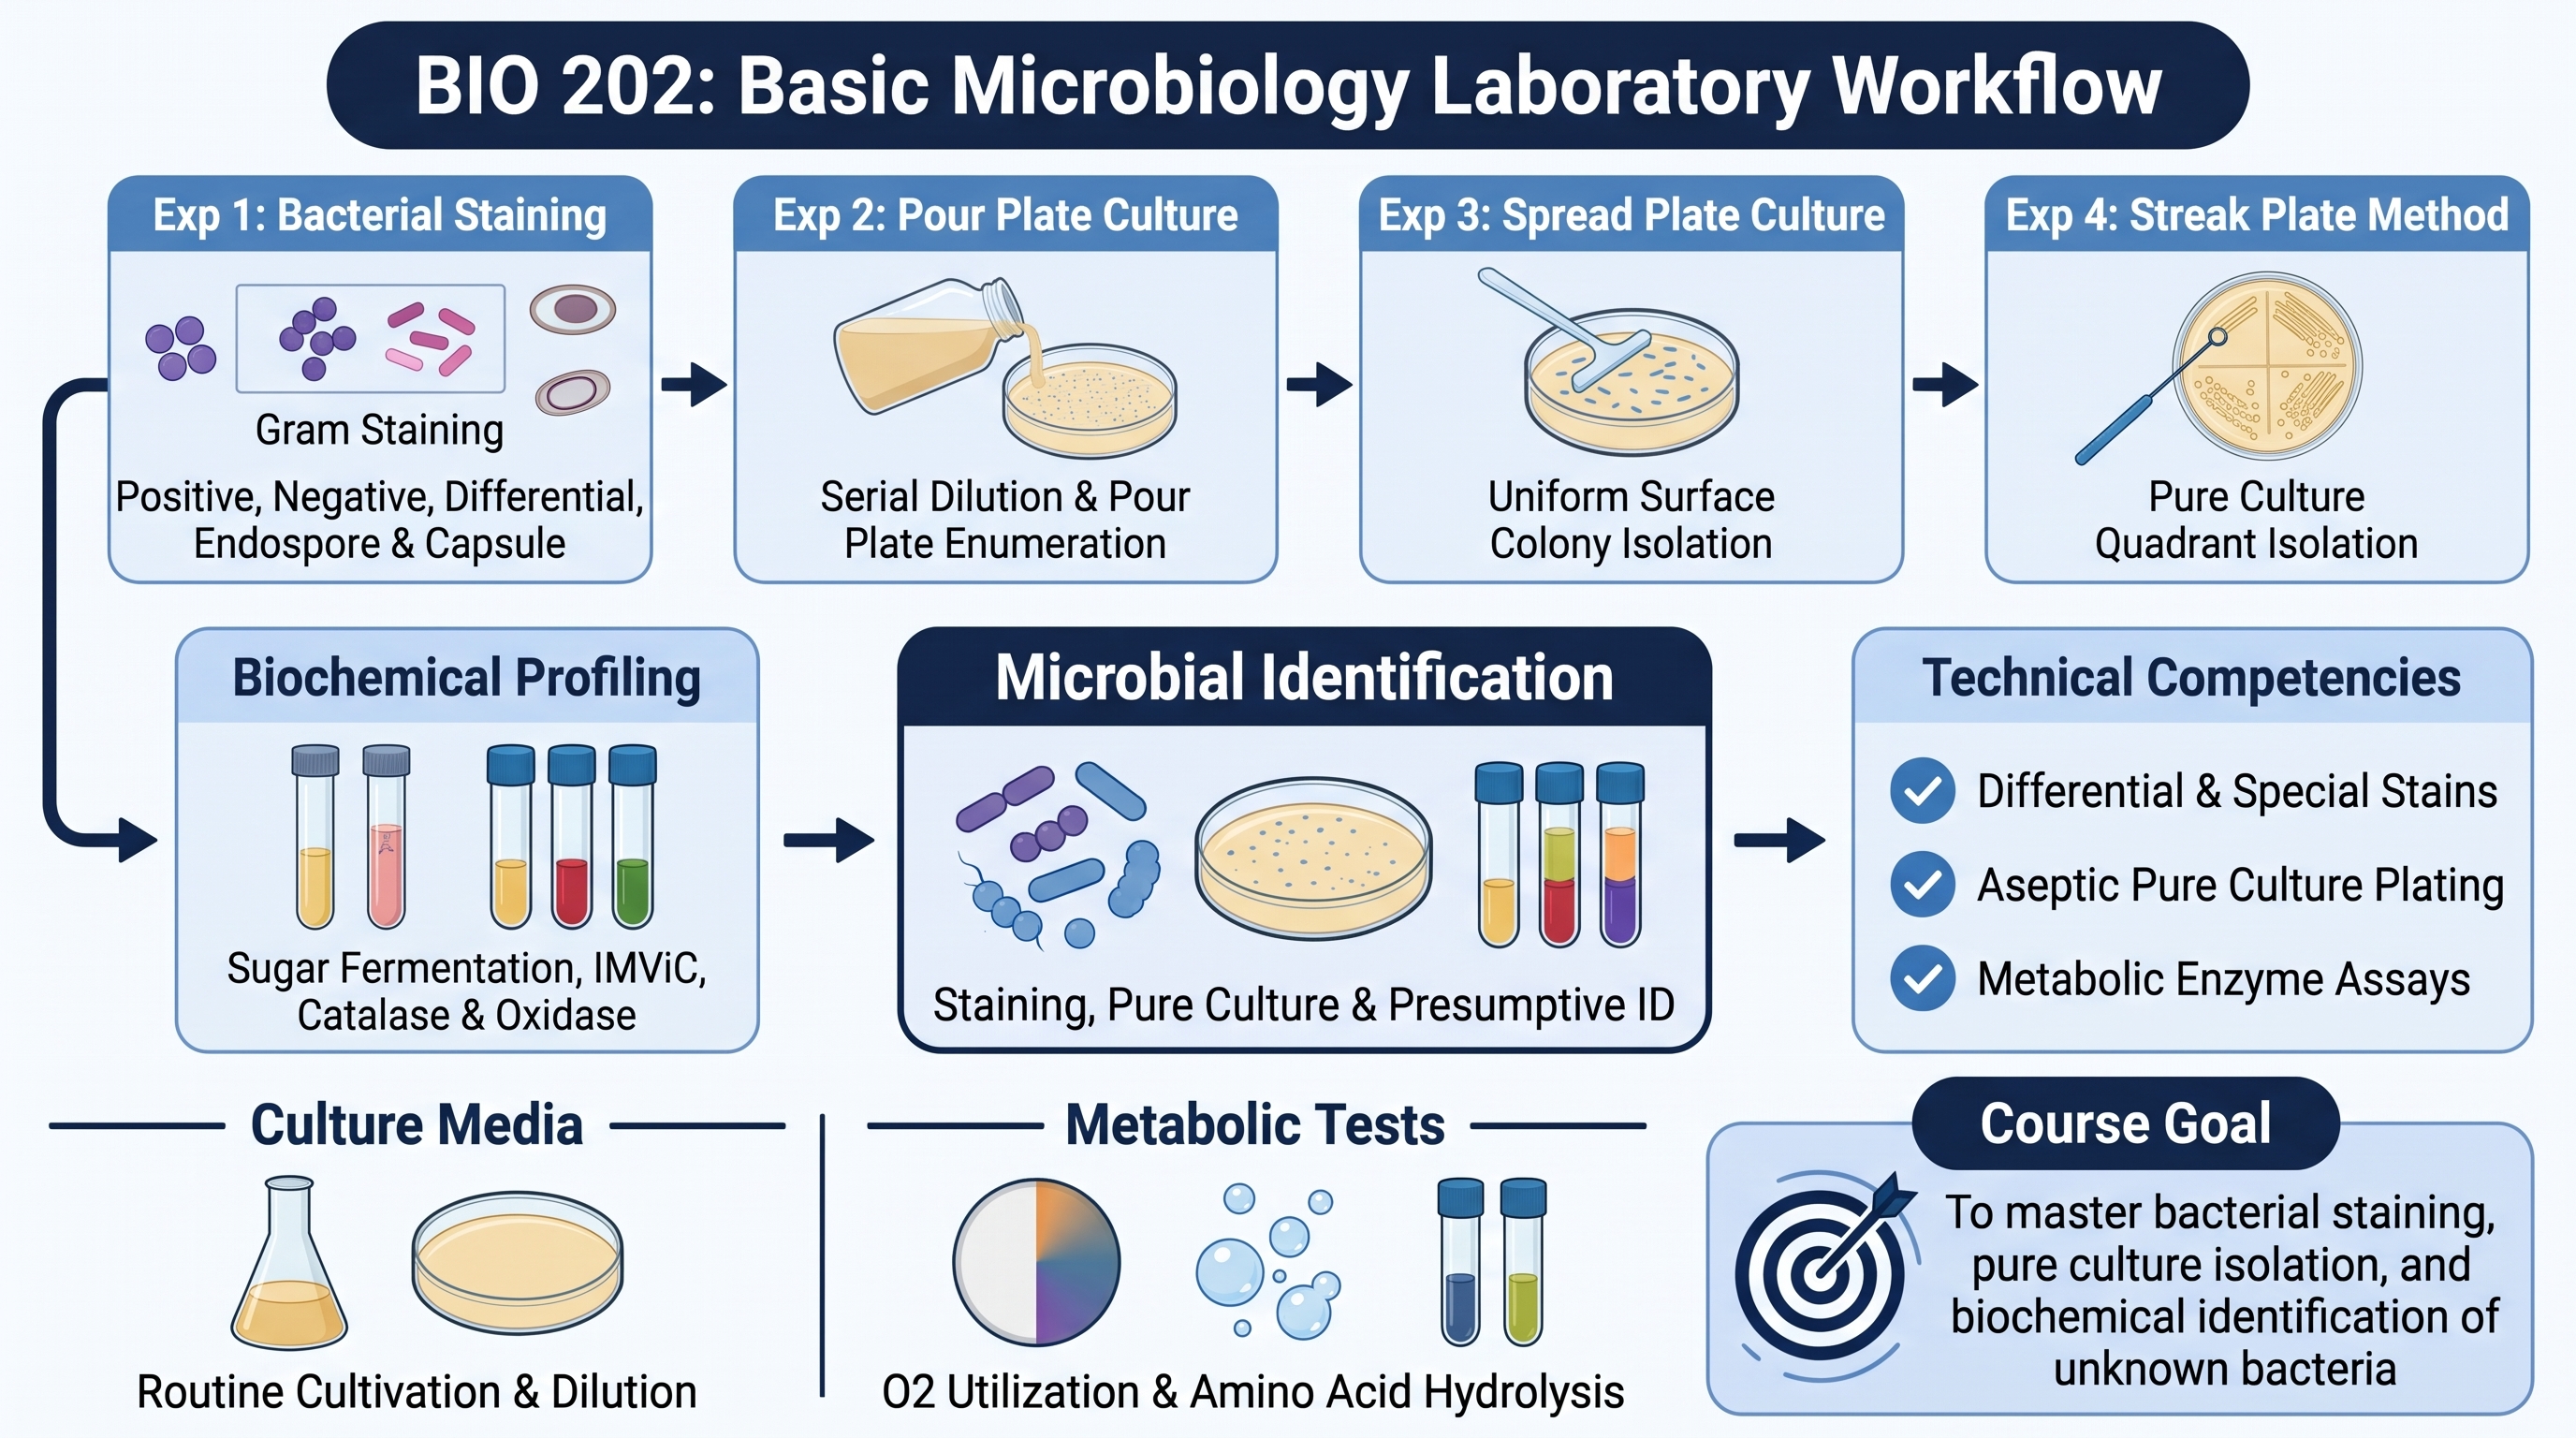 BIO 202: Basic Microbiology Laboratory Workflow
Exp 1: Bacterial Staining
Gram Staining
Positive, Negative, Differential,
Endospore & Capsule
Exp 2: Pour Plate Culture
Serial Dilution & Pour
Plate Enumeration
Exp 3: Spread Plate Culture
Uniform Surface
Colony Isolation
Exp 4: Streak Plate Method
Pure Culture
Quadrant Isolation
Biochemical Profiling
Sugar Fermentation, IMViC,
Catalase & Oxidase
Microbial Identification
Staining, Pure Culture & Presumptive ID
Technical Competencies
Differential & Special Stains
Aseptic Pure Culture Plating
Metabolic Enzyme Assays
Culture Media
Routine Cultivation & Dilution
Metabolic Tests
O2 Utilization & Amino Acid Hydrolysis
Course Goal
To master bacterial staining,
pure culture isolation, and
biochemical identification of
unknown bacteria